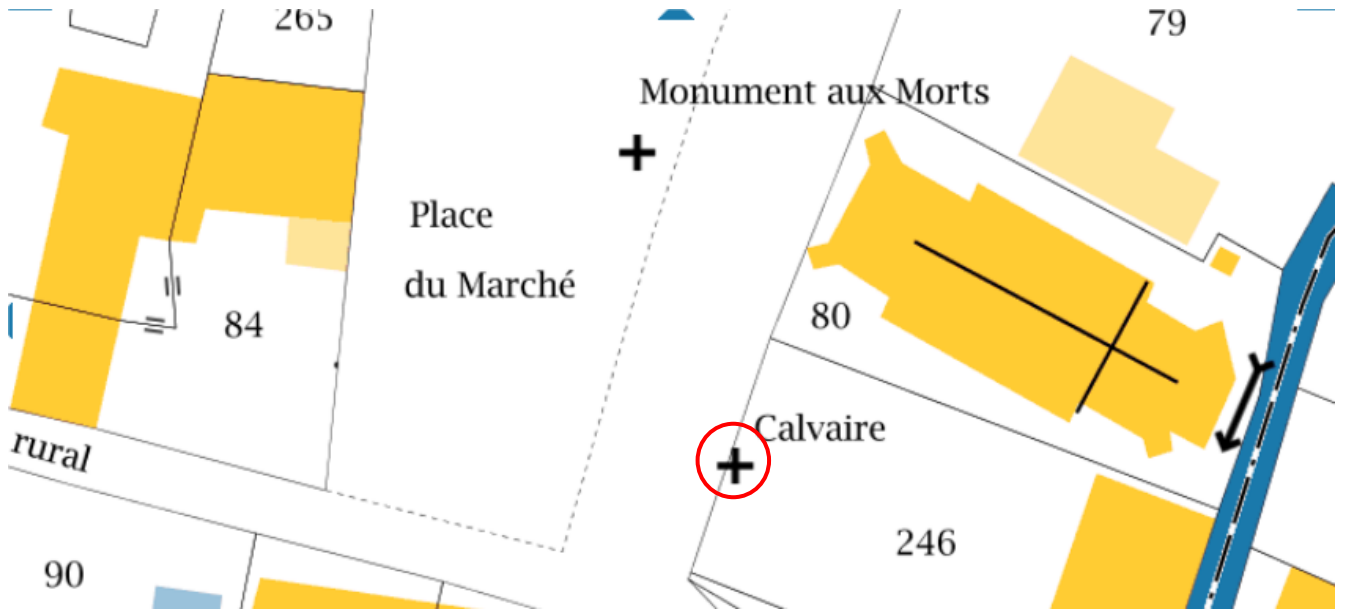 265
79
Monument aux Morts
Place
du Marché
84
80
Calvaire
rural
246
90